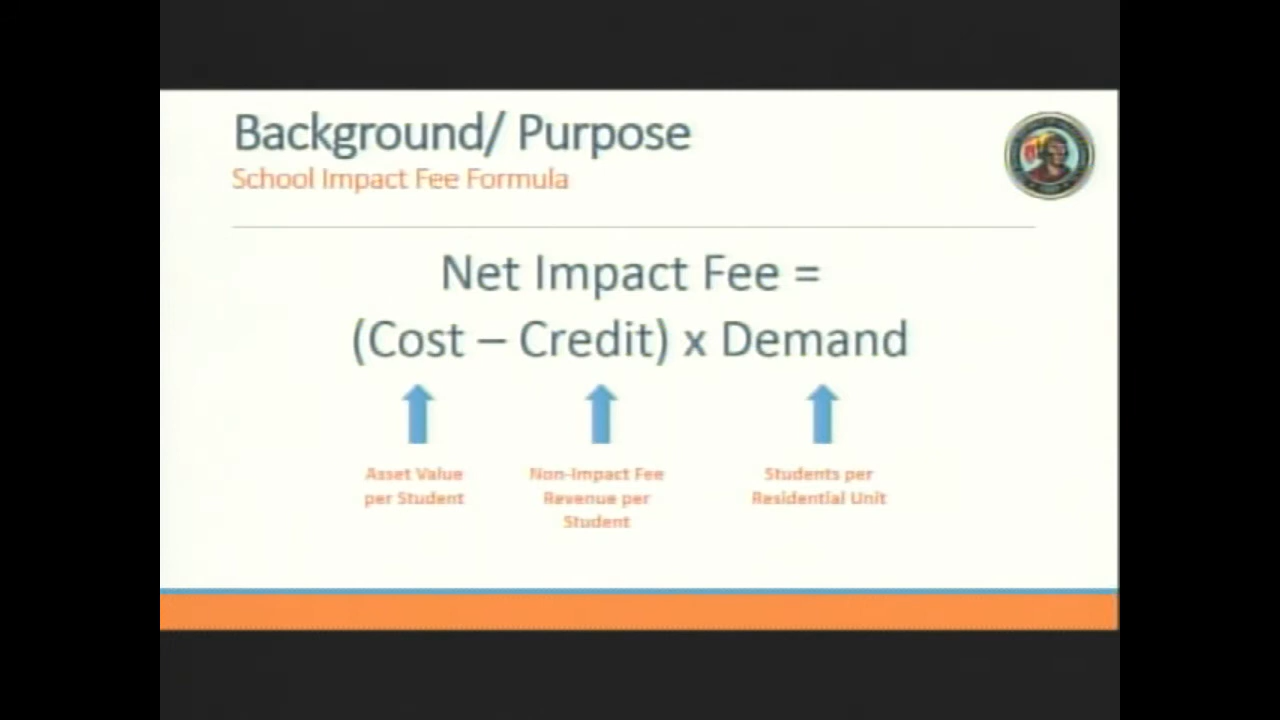 Background/ Purpose
School Impact Fee Formula
Net Impact Fee =
(Cost – Credit) x Demand
Asset Value
per Student
Non-Impact Fee
Revenue per
Student
Students per
Residential Unit